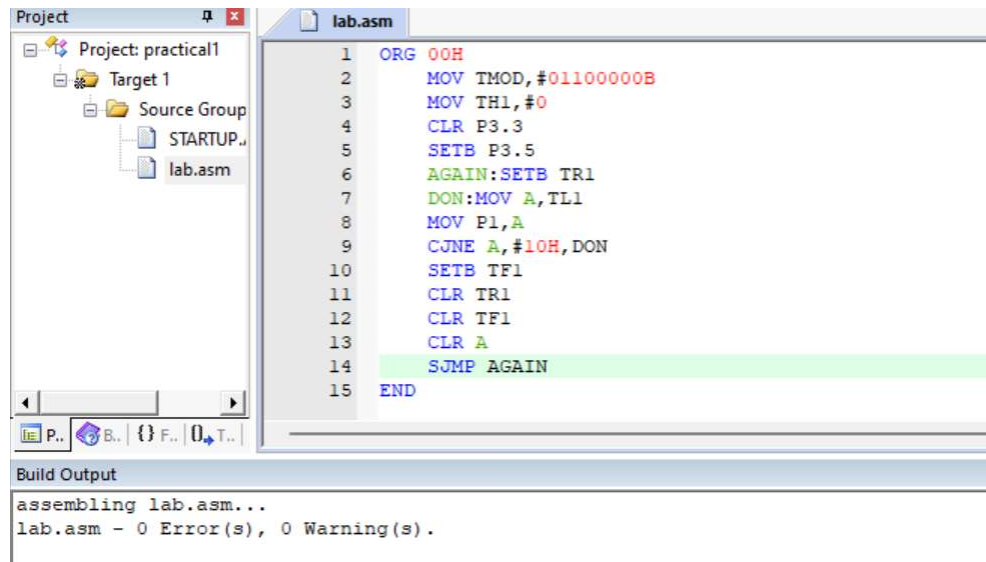 Project
Project: practical1
Target 1
Source Group
STARTUP.
lab.asm
P.. B.. {} F.. 0 T..
lab.asm
1 ORG 00H
2 MOV TMOD,#01100000B
3 MOV TH1,#0
4 CLR P3.3
5 SETB P3.5
6 AGAIN:SETB TR1
7 DON:MOV A,TL1
8 MOV P1,A
9 CJNE A,#10H,DON
10 SETB TF1
11 CLR TR1
12 CLR TF1
13 CLR A
14 SJMP AGAIN
15 END
Build Output
assembling lab.asm...
lab.asm - 0 Error(s), 0 Warning(s).